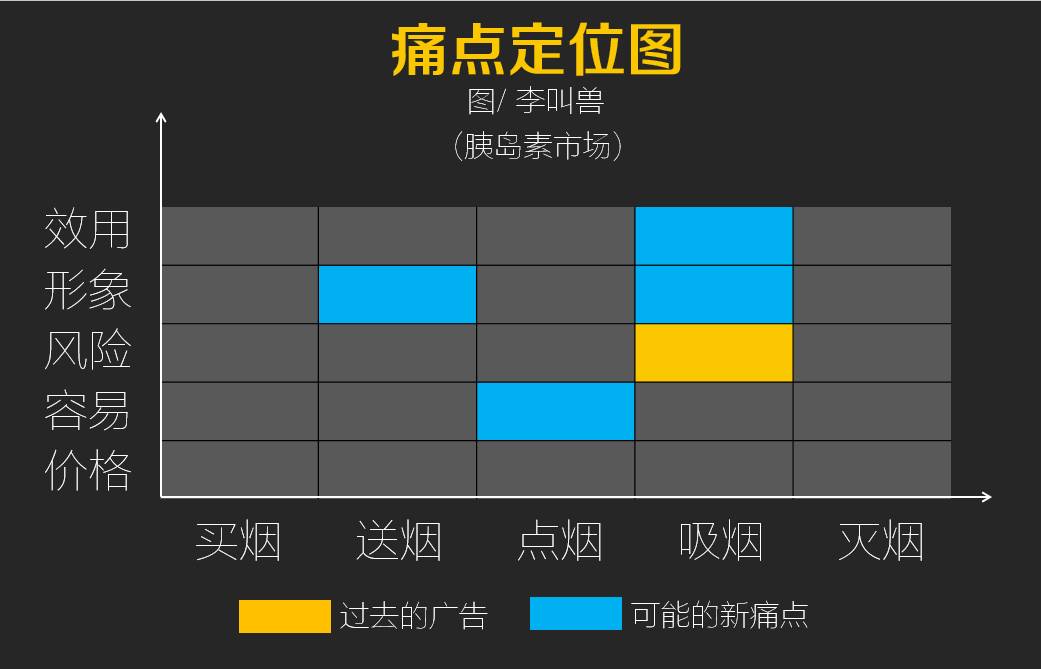 痛点定位图
图/ 李叫兽
（胰岛素市场）
效用
形象
风险
容易
价格
买烟 送烟 点烟 吸烟 灭烟
过去的广告 可能的新痛点